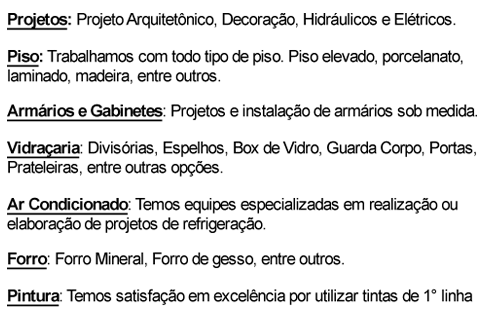 Projetos: Projeto Arquitetônico, Decoração, Hidráulicos e Elétricos.
Piso: Trabalhamos com todo tipo de piso. Piso elevado, porcelanato,
laminado, madeira, entre outros.
Armários e Gabinetes: Projetos e instalação de armários sob medida.
Vidraçaria: Divisórias, Espelhos, Box de Vidro, Guarda Corpo, Portas,
Prateleiras, entre outras opções.
Ar Condicionado: Temos equipes especializadas em realização ou
elaboração de projetos de refrigeração.
Forro: Forro Mineral, Forro de gesso, entre outros.
Pintura: Temos satisfação em excelência por utilizar tintas de 1° linha